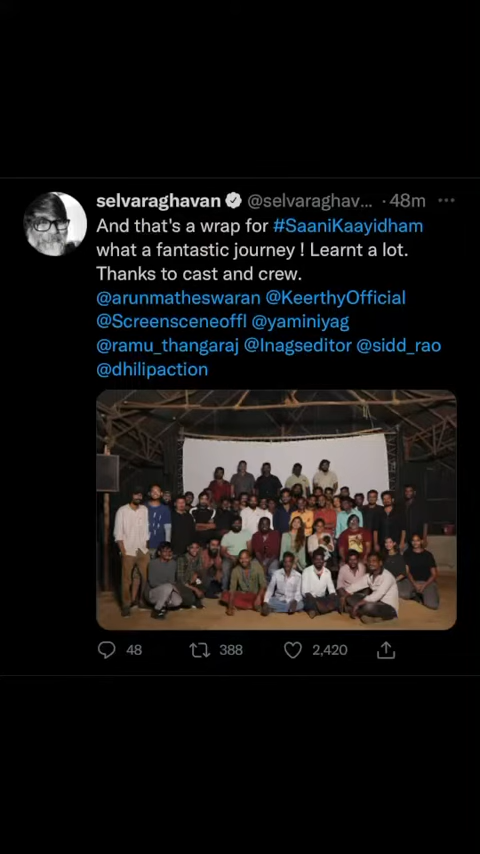 selvaraghavan @selvaraghav... · 48m ...
And that's a wrap for #SaaniKaayidham
what a fantastic journey ! Learnt a lot.
Thanks to cast and crew.
@arunmatheswaran @KeerthyOfficial
@Screensceneoffl @yaminiyag
@ramu_thangaraj @Inagseditor @sidd_rao
@dhilipaction
48 388 2,420